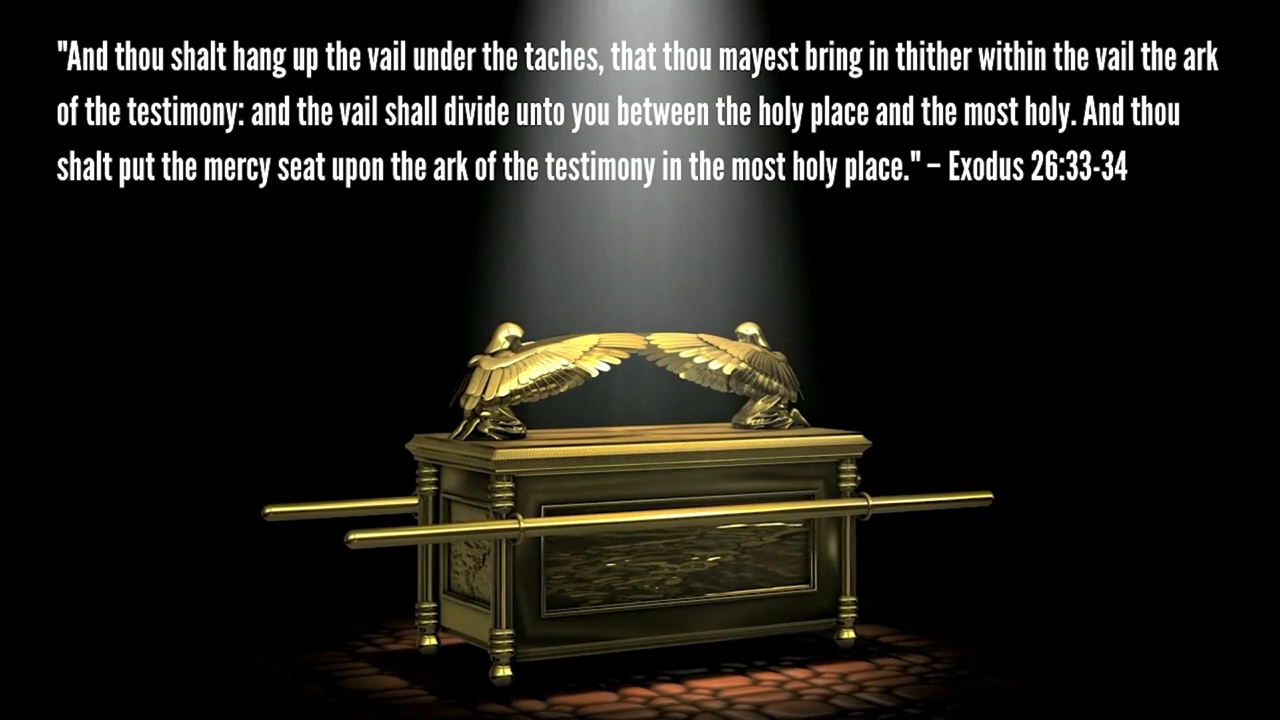 "And thou shalt hang up the vail under the taches, that thou mayest bring in thither within the vail the ark
of the testimony: and the vail shall divide unto you between the holy place and the most holy. And thou
shalt put the mercy seat upon the ark of the testimony in the most holy place." – Exodus 26:33-34